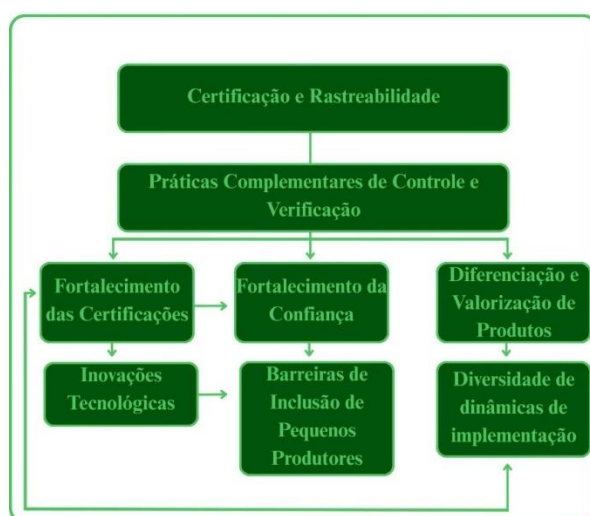 Certificação e Rastreabilidade
Práticas Complementares de Controle e
Verificação
Fortalecimento
das Certificações
Fortalecimento da
Confiança
Diferenciação e
Valorização de
Produtos
Inovações
Tecnológicas
Barreiras de
Inclusão de
Pequenos
Produtores
Diversidade de
dinâmicas de
implementação